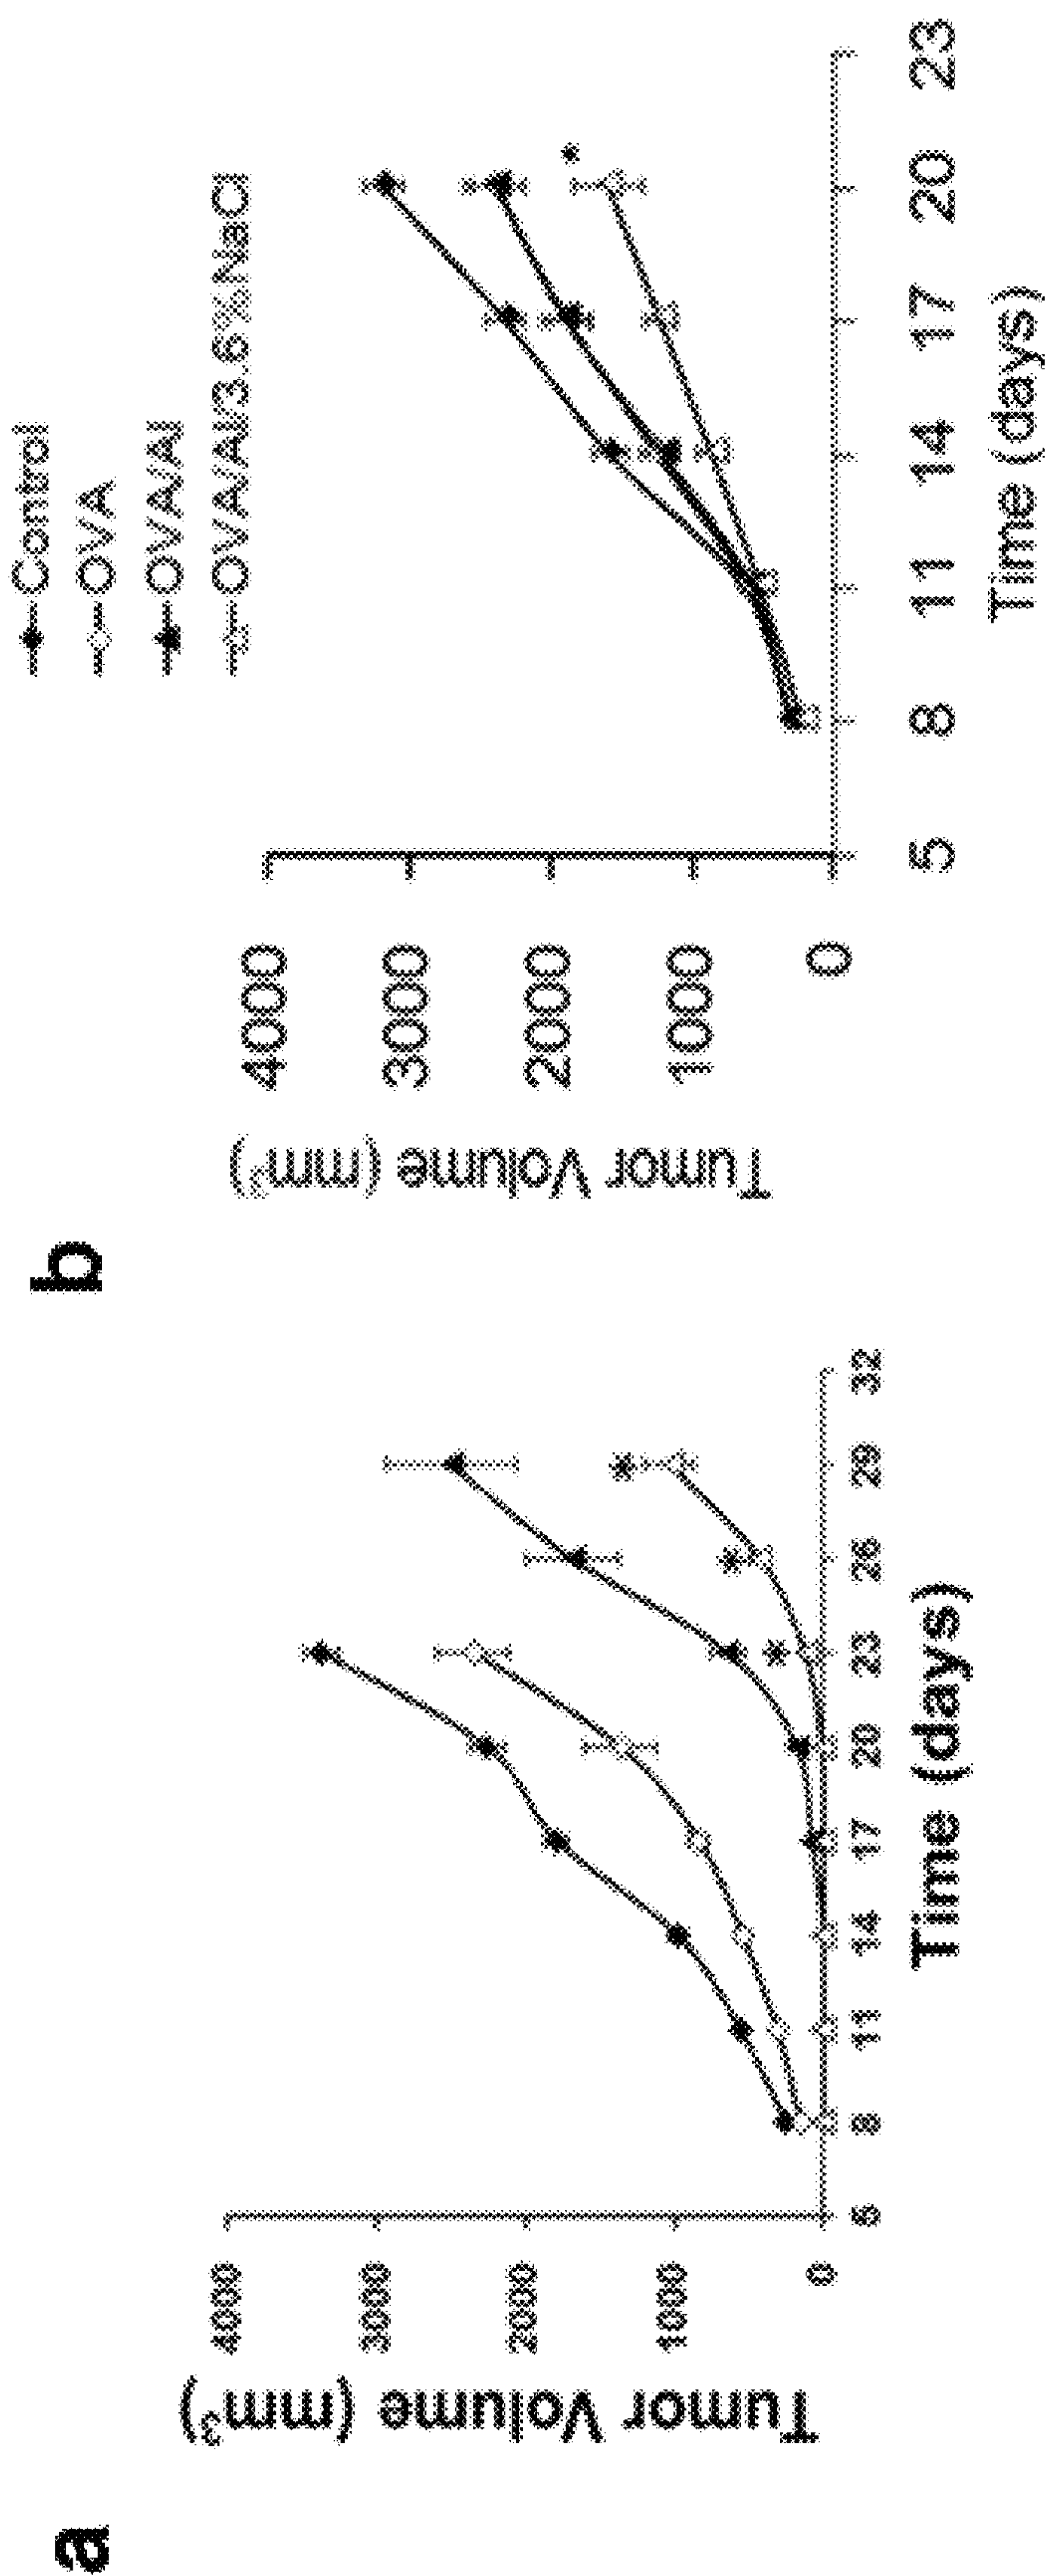 a
Tumor Volume (mm³)
4000
3000
2000
1000
0
5 8 11 14 17 20 23 26 29 32
Time (days)
*
*
*
b
Control
OVA
OVA/Al
OVA/Al/3.6%NaCl
Tumor Volume (mm³)
4000
3000
2000
1000
0
5 8 11 14 17 20 23
Time (days)
*